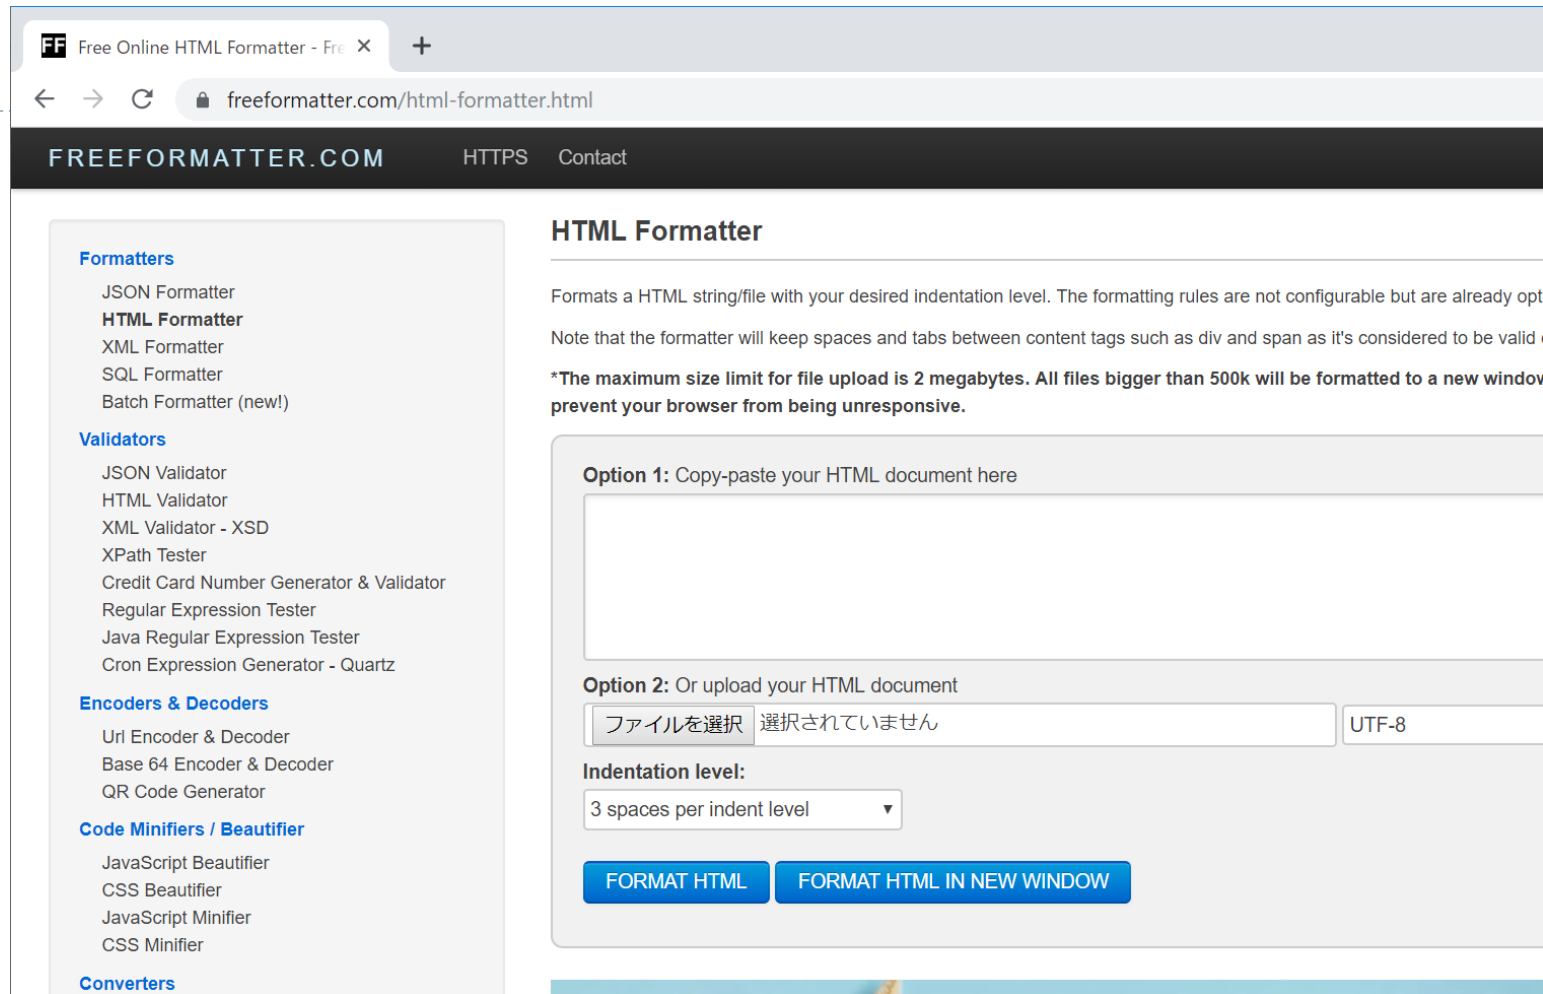 FF Free Online HTML Formatter - Fre
freeformatter.com/html-formatter.html
FREEFORMATTER.COM HTTPS Contact
Formatters
JSON Formatter
HTML Formatter
XML Formatter
SQL Formatter
Batch Formatter (new!)
Validators
JSON Validator
HTML Validator
XML Validator - XSD
XPath Tester
Credit Card Number Generator & Validator
Regular Expression Tester
Java Regular Expression Tester
Cron Expression Generator - Quartz
Encoders & Decoders
Url Encoder & Decoder
Base 64 Encoder & Decoder
QR Code Generator
Code Minifiers / Beautifier
JavaScript Beautifier
CSS Beautifier
JavaScript Minifier
CSS Minifier
Converters
HTML Formatter
Formats a HTML string/file with your desired indentation level. The formatting rules are not configurable but are already opt
Note that the formatter will keep spaces and tabs between content tags such as div and span as it's considered to be valid
*The maximum size limit for file upload is 2 megabytes. All files bigger than 500k will be formatted to a new window
prevent your browser from being unresponsive.
Option 1: Copy-paste your HTML document here
Option 2: Or upload your HTML document
ファイルを選択 選択されていません UTF-8
Indentation level:
3 spaces per indent level
FORMAT HTML FORMAT HTML IN NEW WINDOW